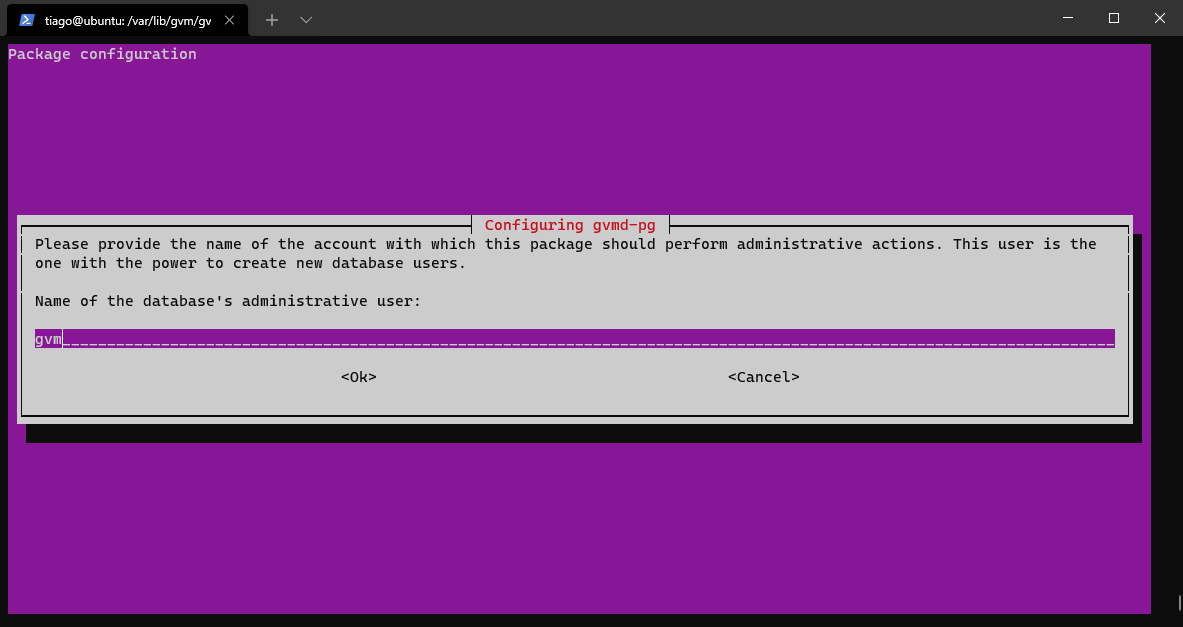 tiago@ubuntu: /var/lib/gvm/gv
Package configuration
Configuring gvmd-pg
Please provide the name of the account with which this package should perform administrative actions. This user is the
one with the power to create new database users.
Name of the database's administrative user:
gvm
<Ok> <Cancel>